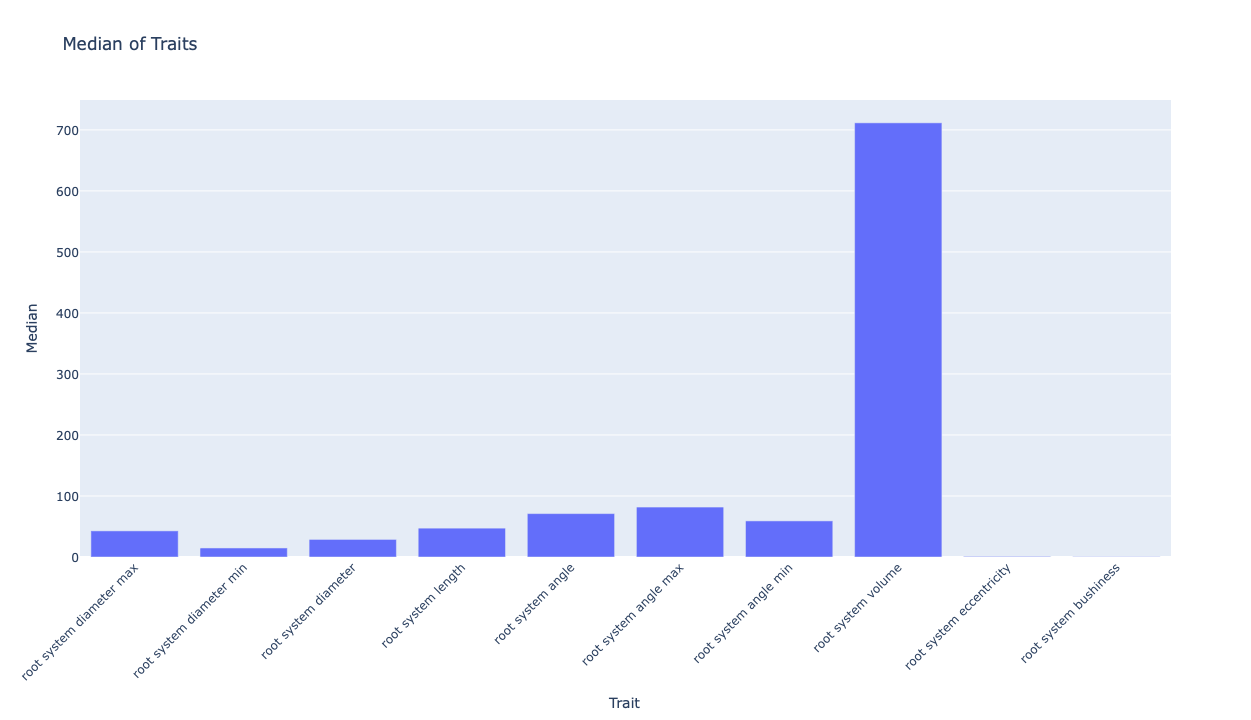 Median of Traits
Median
700
600
500
400
300
200
100
0
root system diameter max
root system diameter min
root system diameter
root system length
root system angle
root system angle max
root system angle min
root system volume
root system eccentricity
root system bushiness
Trait